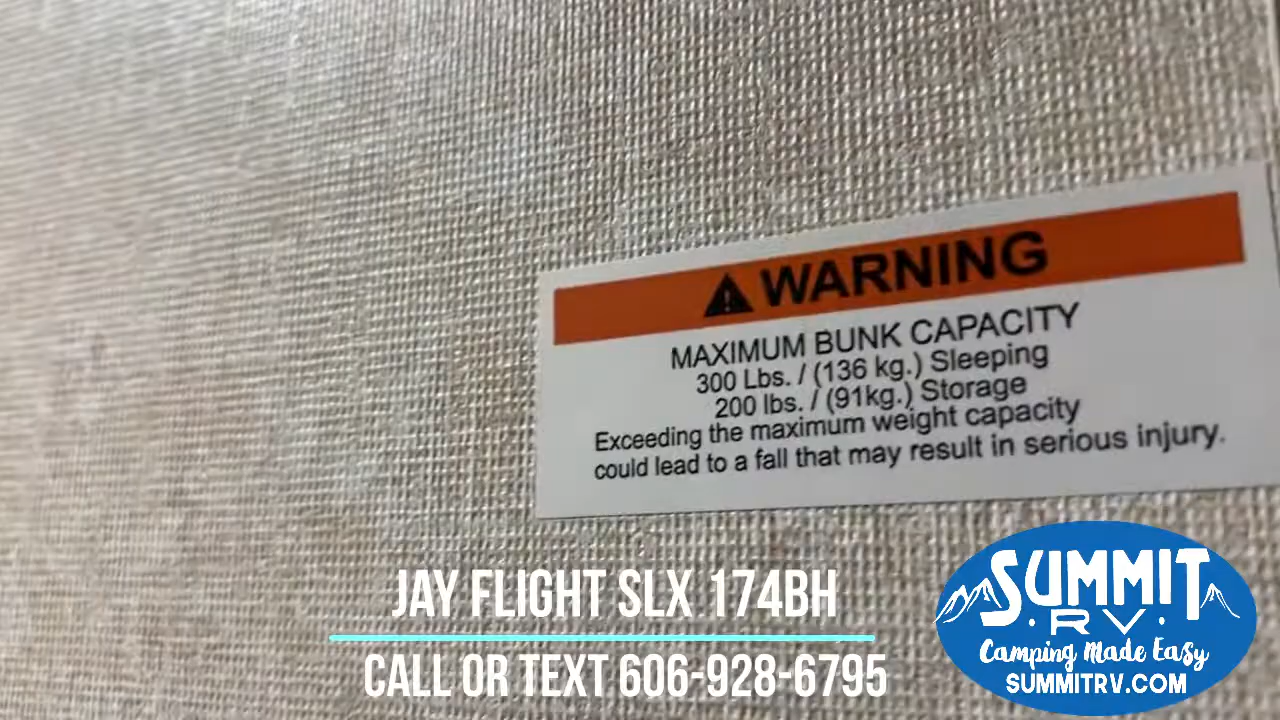 WARNING
MAXIMUM BUNK CAPACITY
300 Lbs. / (136 kg.) Sleeping
200 lbs. / (91kg.) Storage
Exceeding the maximum weight capacity
could lead to a fall that may result in serious injury.
JAY FLIGHT SLX 174BH
CALL OR TEXT 606-928-6795
SUMMIT
RV
Camping Made Easy
SUMMITRV.COM